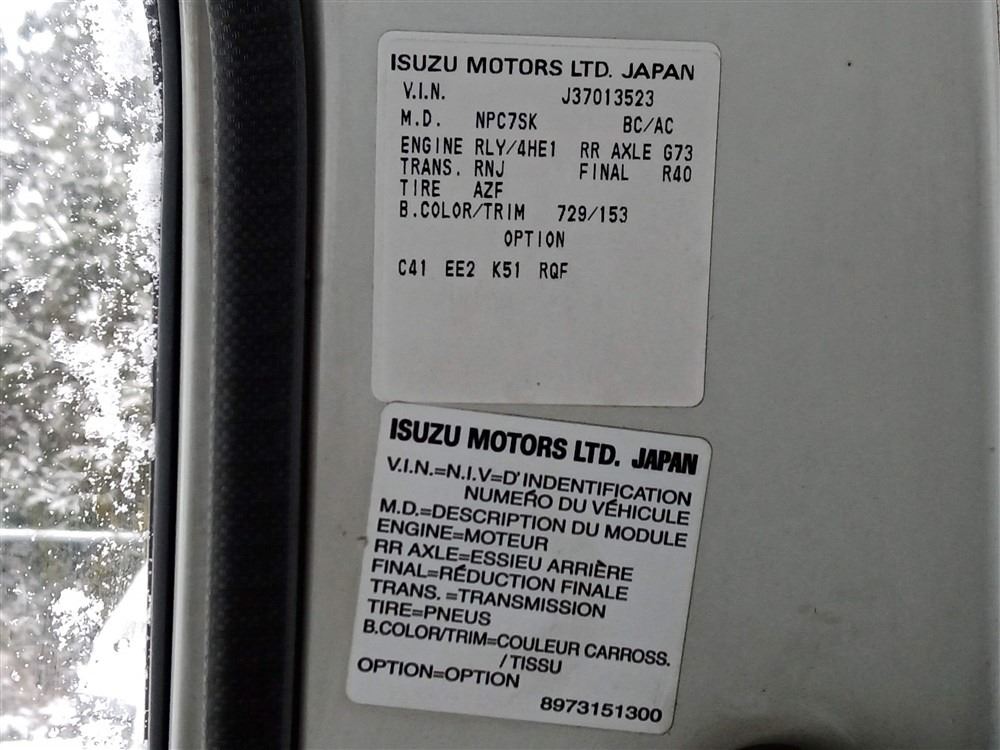 ISUZU MOTORS LTD. JAPAN
V.I.N. J37013523
M.D. NPC7SK BC/AC
ENGINE RLY/4HE1 RR AXLE G73
TRANS. RNJ FINAL R40
TIRE AZF
B.COLOR/TRIM 729/153
OPTION
C41 EE2 K51 RQF
ISUZU MOTORS LTD. JAPAN
V.I.N.=N.I.V=D'INDENTIFICATION
NUMERO DU VÉHICULE
M.D.=DESCRIPTION DU MODULE
ENGINE=MOTEUR
RR AXLE=ESSIEU ARRIÈRE
FINAL=RÉDUCTION FINALE
TRANS. =TRANSMISSION
TIRE=PNEUS
B.COLOR/TRIM=COULEUR CARROSS.
/TISSU
OPTION=OPTION
8973151300